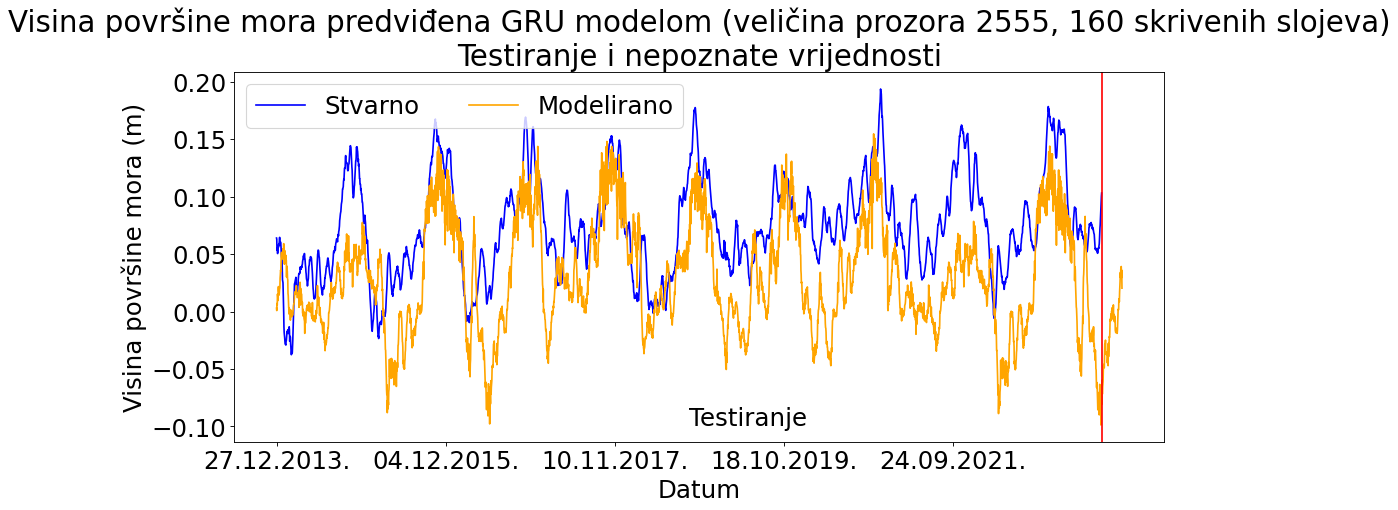 Visina površine mora predviđena GRU modelom (veličina prozora 2555, 160 skrivenih slojeva)
Testiranje i nepoznate vrijednosti
Stvarno Modelirano
Visina površine mora (m)
0.20
0.15
0.10
0.05
0.00
−0.05
−0.10
Testiranje
27.12.2013. 04.12.2015. 10.11.2017. 18.10.2019. 24.09.2021.
Datum